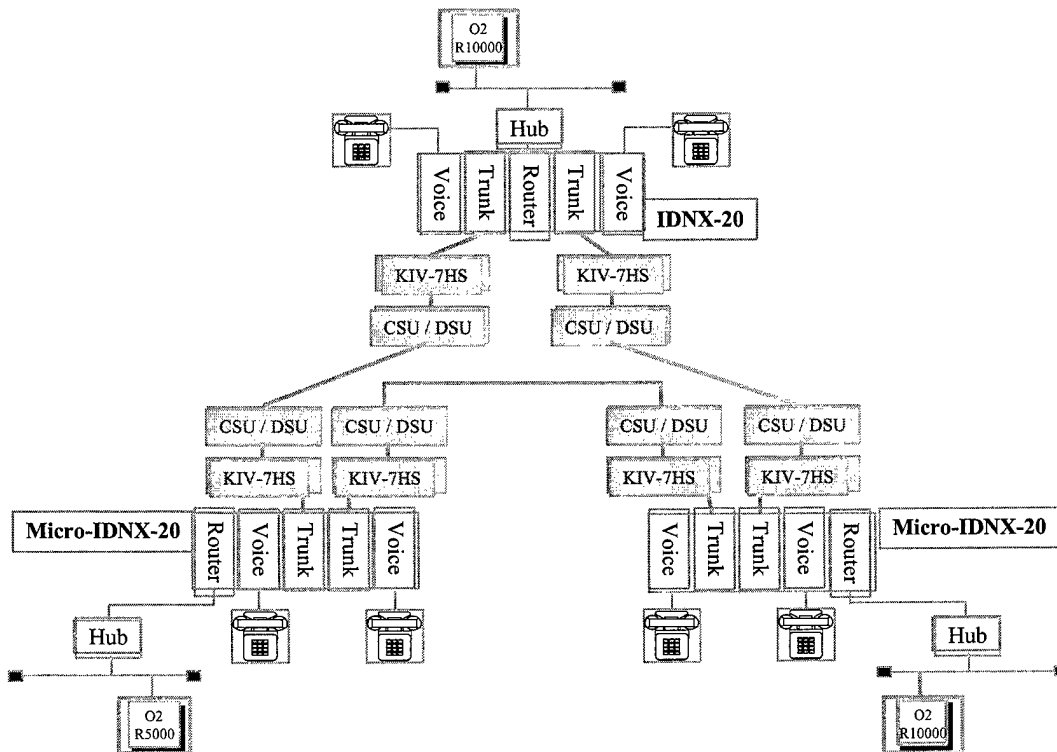 O2
R10000
Hub
Voice
Trunk
Router
Trunk
Voice
IDNX-20
KIV-7HS
KIV-7HS
CSU / DSU
CSU / DSU
CSU / DSU
CSU / DSU
CSU / DSU
CSU / DSU
KIV-7HS
KIV-7HS
KIV-7HS
KIV-7HS
Micro-IDNX-20
Router
Voice
Trunk
Trunk
Voice
Voice
Trunk
Trunk
Voice
Router
Micro-IDNX-20
Hub
Hub
O2
R5000
O2
R10000